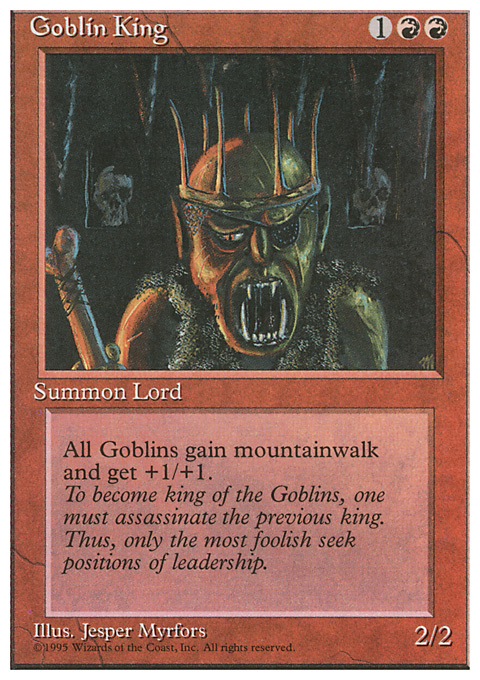 Goblin King 1
Summon Lord
All Goblins gain mountainwalk
and get +1/+1.
To become king of the Goblins, one
must assassinate the previous king.
Thus, only the most foolish seek
positions of leadership.
Illus. Jesper Myrfors
©1995 Wizards of the Coast, Inc. All rights reserved.
2/2